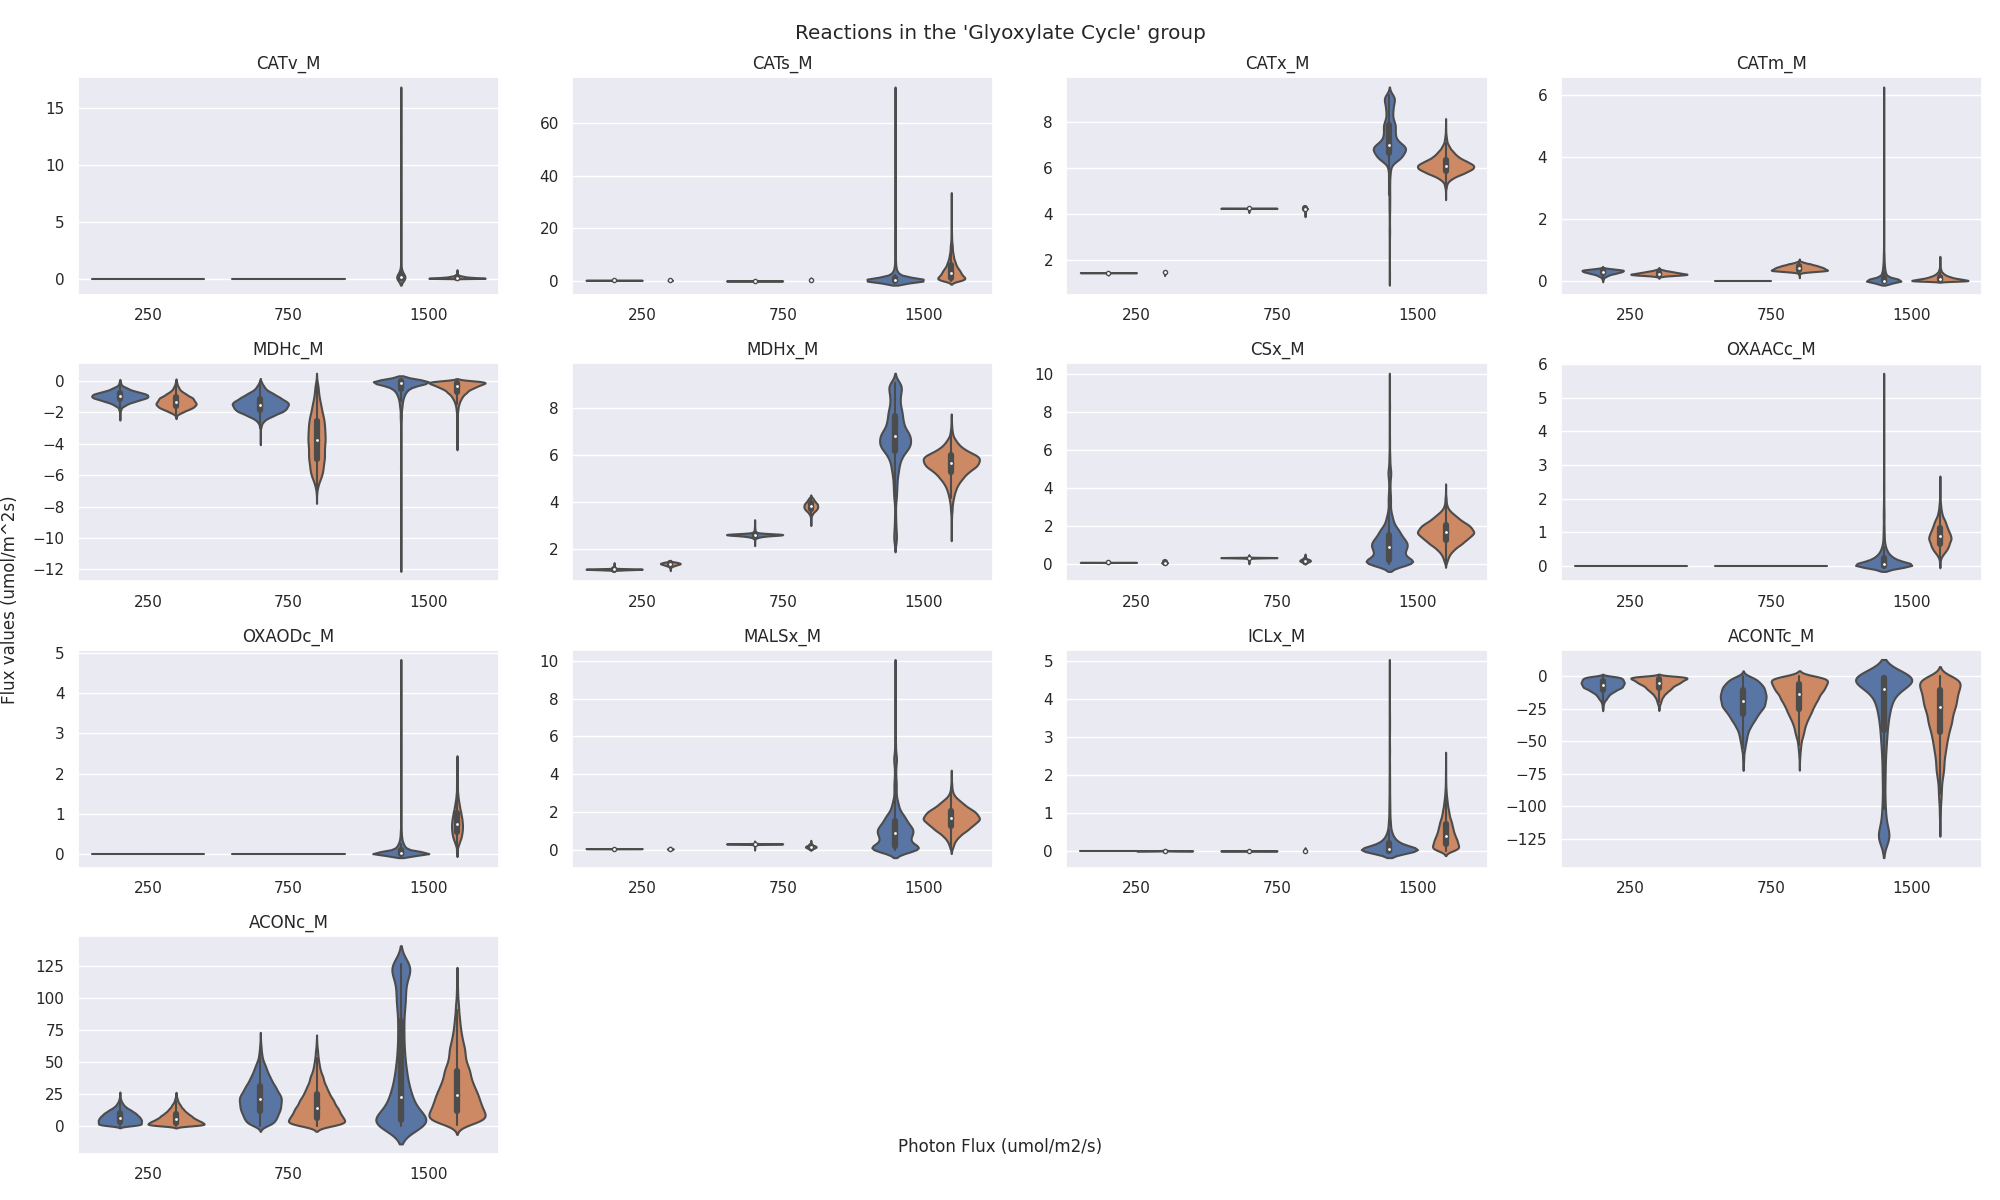 Reactions in the 'Glyoxylate Cycle' group
CATv_M CATs_M CATx_M CATm_M
15 10 5 0
60 40 20 0
8 6 4 2
6 4 2 0
250 750 1500 250 750 1500 250 750 1500 250 750 1500
MDHc_M MDHx_M CSx_M OXAACc_M
0 −2 −4 −6 −8 −10 −12
8 6 4 2
10 8 6 4 2 0
6 5 4 3 2 1 0
250 750 1500 250 750 1500 250 750 1500 250 750 1500
Flux values (umol/m^2s)
OXAODc_M MALSx_M ICLx_M ACONTc_M
5 4 3 2 1 0
10 8 6 4 2 0
5 4 3 2 1 0
0 −25 −50 −75 −100 −125
250 750 1500 250 750 1500 250 750 1500 250 750 1500
ACONc_M
125 100 75 50 25 0
250 750 1500
Photon Flux (umol/m2/s)